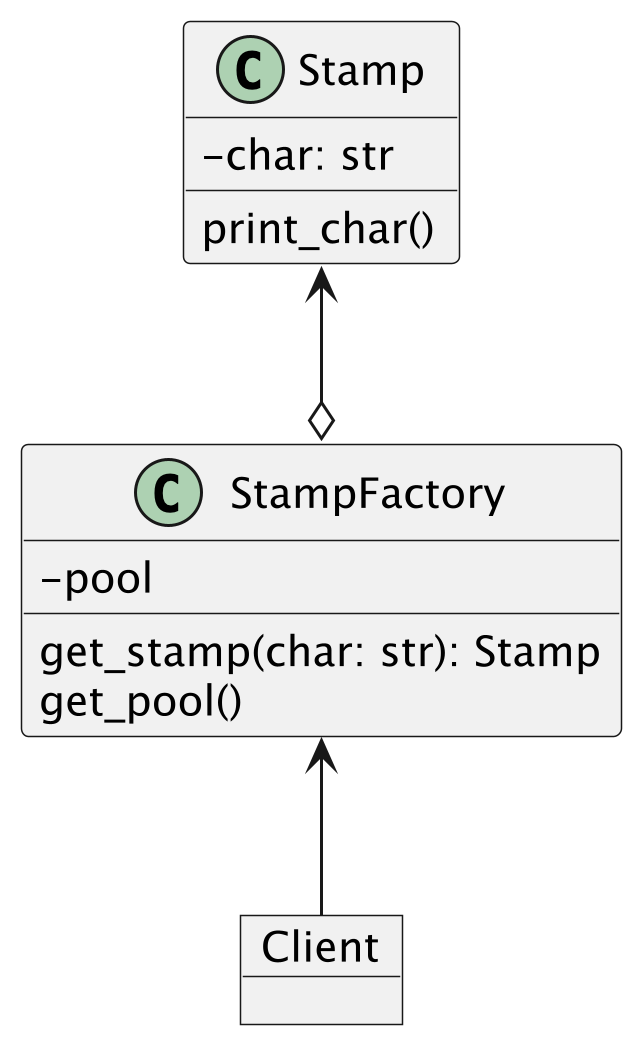 C Stamp
-char: str
print_char()
C StampFactory
-pool
get_stamp(char: str): Stamp
get_pool()
Client